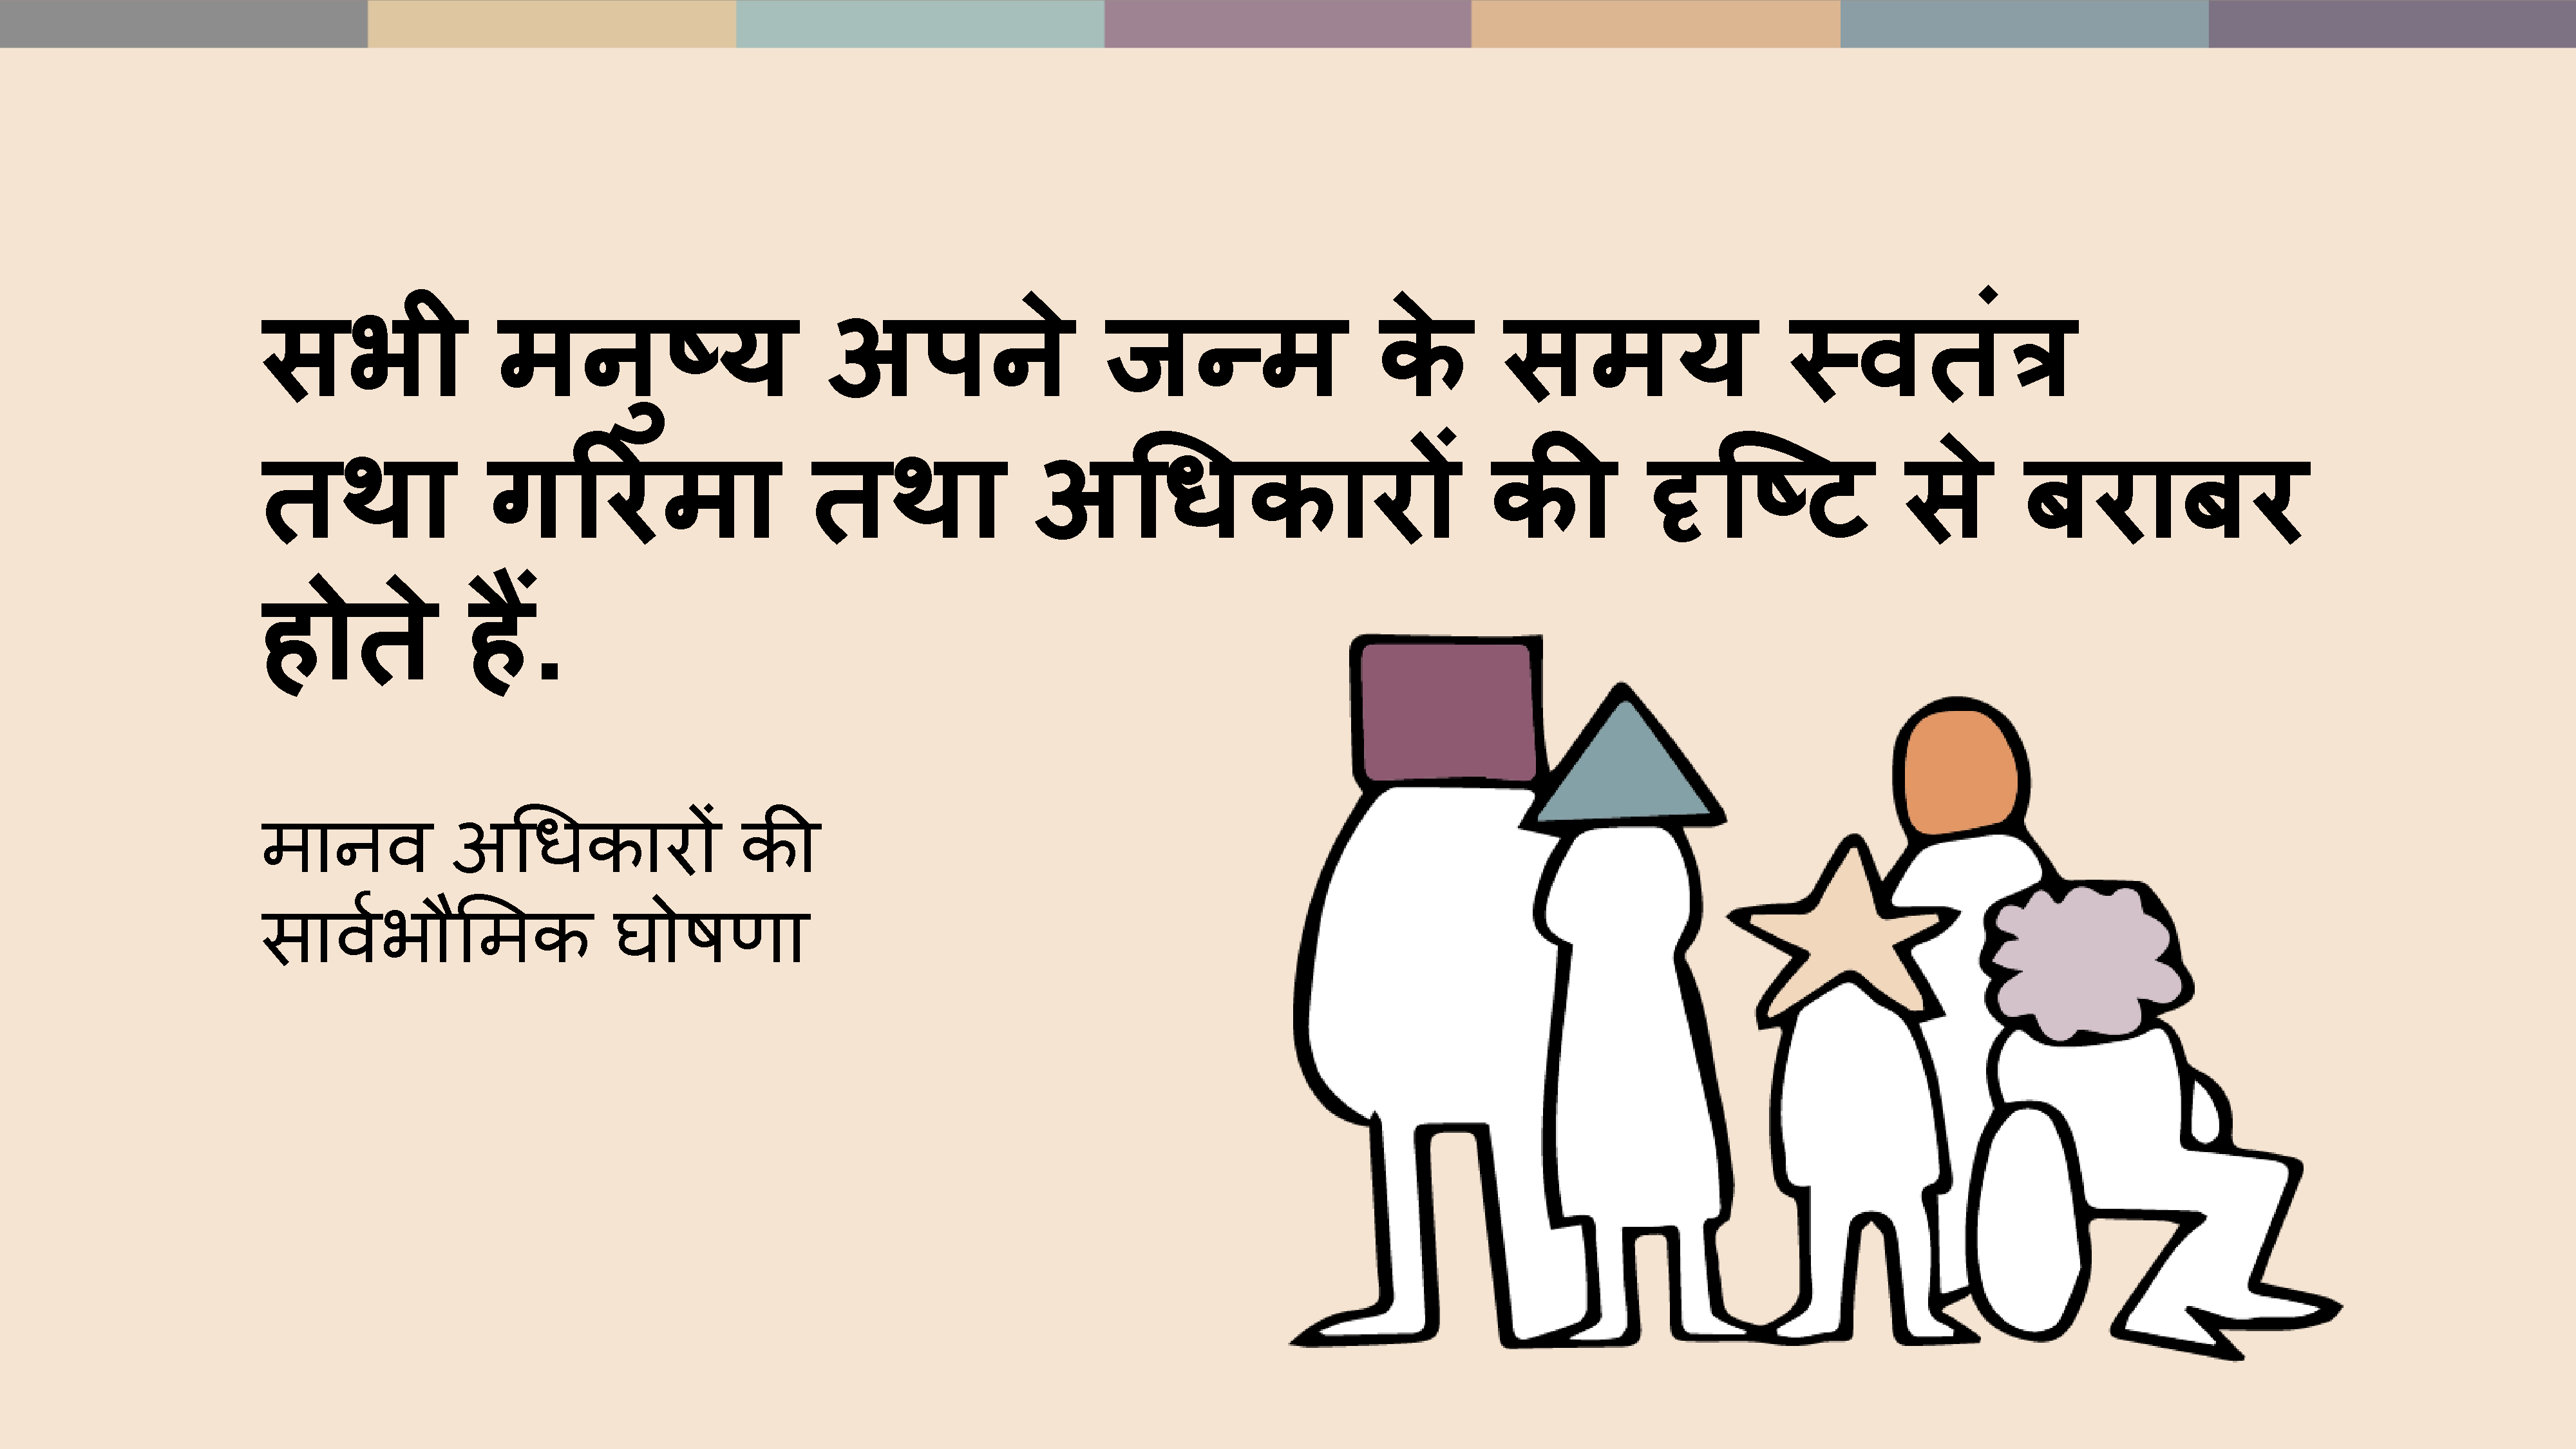 सभी मनुष्य अपने जन्म के समय स्वतंत्र
तथा गरिमा तथा अधिकारों की दृष्टि से बराबर
होते हैं.
मानव अधिकारों की
सार्वभौमिक घोषणा